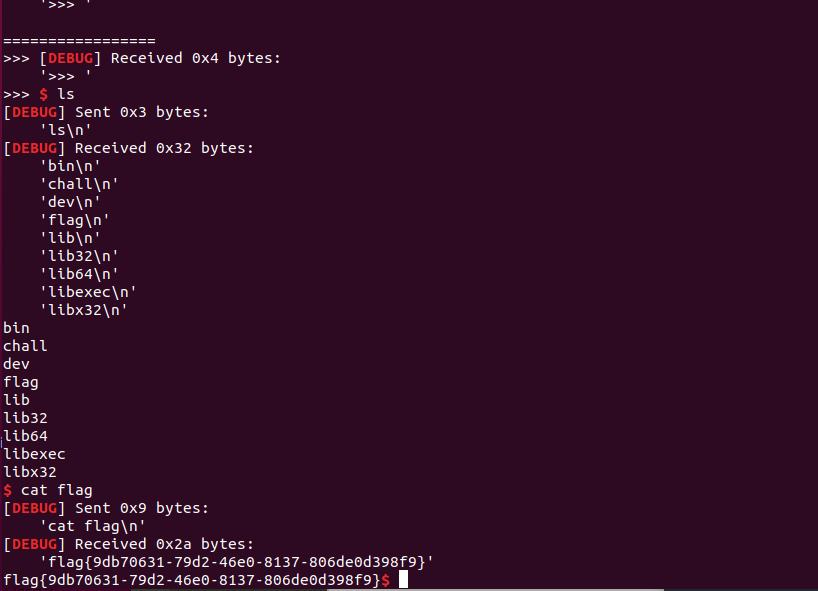 '>>> '
=================
>>> [DEBUG] Received 0x4 bytes:
'>>> '
>>> $ ls
[DEBUG] Sent 0x3 bytes:
'ls\n'
[DEBUG] Received 0x32 bytes:
'bin\n'
'chall\n'
'dev\n'
'flag\n'
'lib\n'
'lib32\n'
'lib64\n'
'libexec\n'
'libx32\n'
bin
chall
dev
flag
lib
lib32
lib64
libexec
libx32
$ cat flag
[DEBUG] Sent 0x9 bytes:
'cat flag\n'
[DEBUG] Received 0x2a bytes:
'flag{9db70631-79d2-46e0-8137-806de0d398f9}'
flag{9db70631-79d2-46e0-8137-806de0d398f9}$